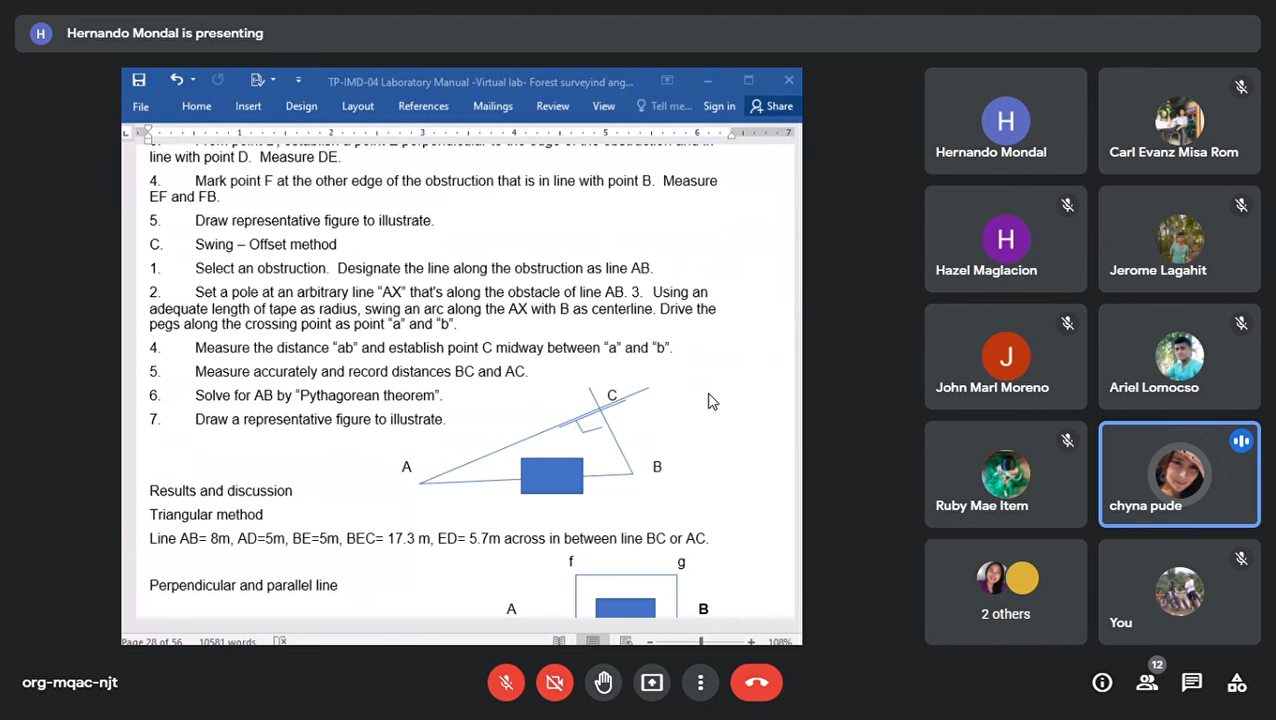 H Hernando Mondal is presenting
TP-IMD-04 Laboratory Manual -Virtual lab- Forest surveyind ang...
File Home Insert Design Layout References Mailings Review View Tell me... Sign in Share
1 2 3 4 5 6 7
line with point D. Measure DE.
4. Mark point F at the other edge of the obstruction that is in line with point B. Measure
EF and FB.
5. Draw representative figure to illustrate.
C. Swing – Offset method
1. Select an obstruction. Designate the line along the obstruction as line AB.
2. Set a pole at an arbitrary line “AX” that's along the obstacle of line AB. 3. Using an
adequate length of tape as radius, swing an arc along the AX with B as centerline. Drive the
pegs along the crossing point as point “a” and “b”.
4. Measure the distance “ab” and establish point C midway between “a” and “b”.
5. Measure accurately and record distances BC and AC.
6. Solve for AB by “Pythagorean theorem”.
C
7. Draw a representative figure to illustrate.
A B
Results and discussion
Triangular method
Line AB= 8m, AD=5m, BE=5m, BEC= 17.3 m, ED= 5.7m across in between line BC or AC.
f g
Perpendicular and parallel line
A B
Page 28 of 56 10581 words 108%
H
Hernando Mondal
Carl Evanz Misa Rom
H
Hazel Maglacion
Jerome Lagahit
J
John Marl Moreno
Ariel Lomocso
Ruby Mae Item
chyna pude
2 others
You
org-mqac-njt
12